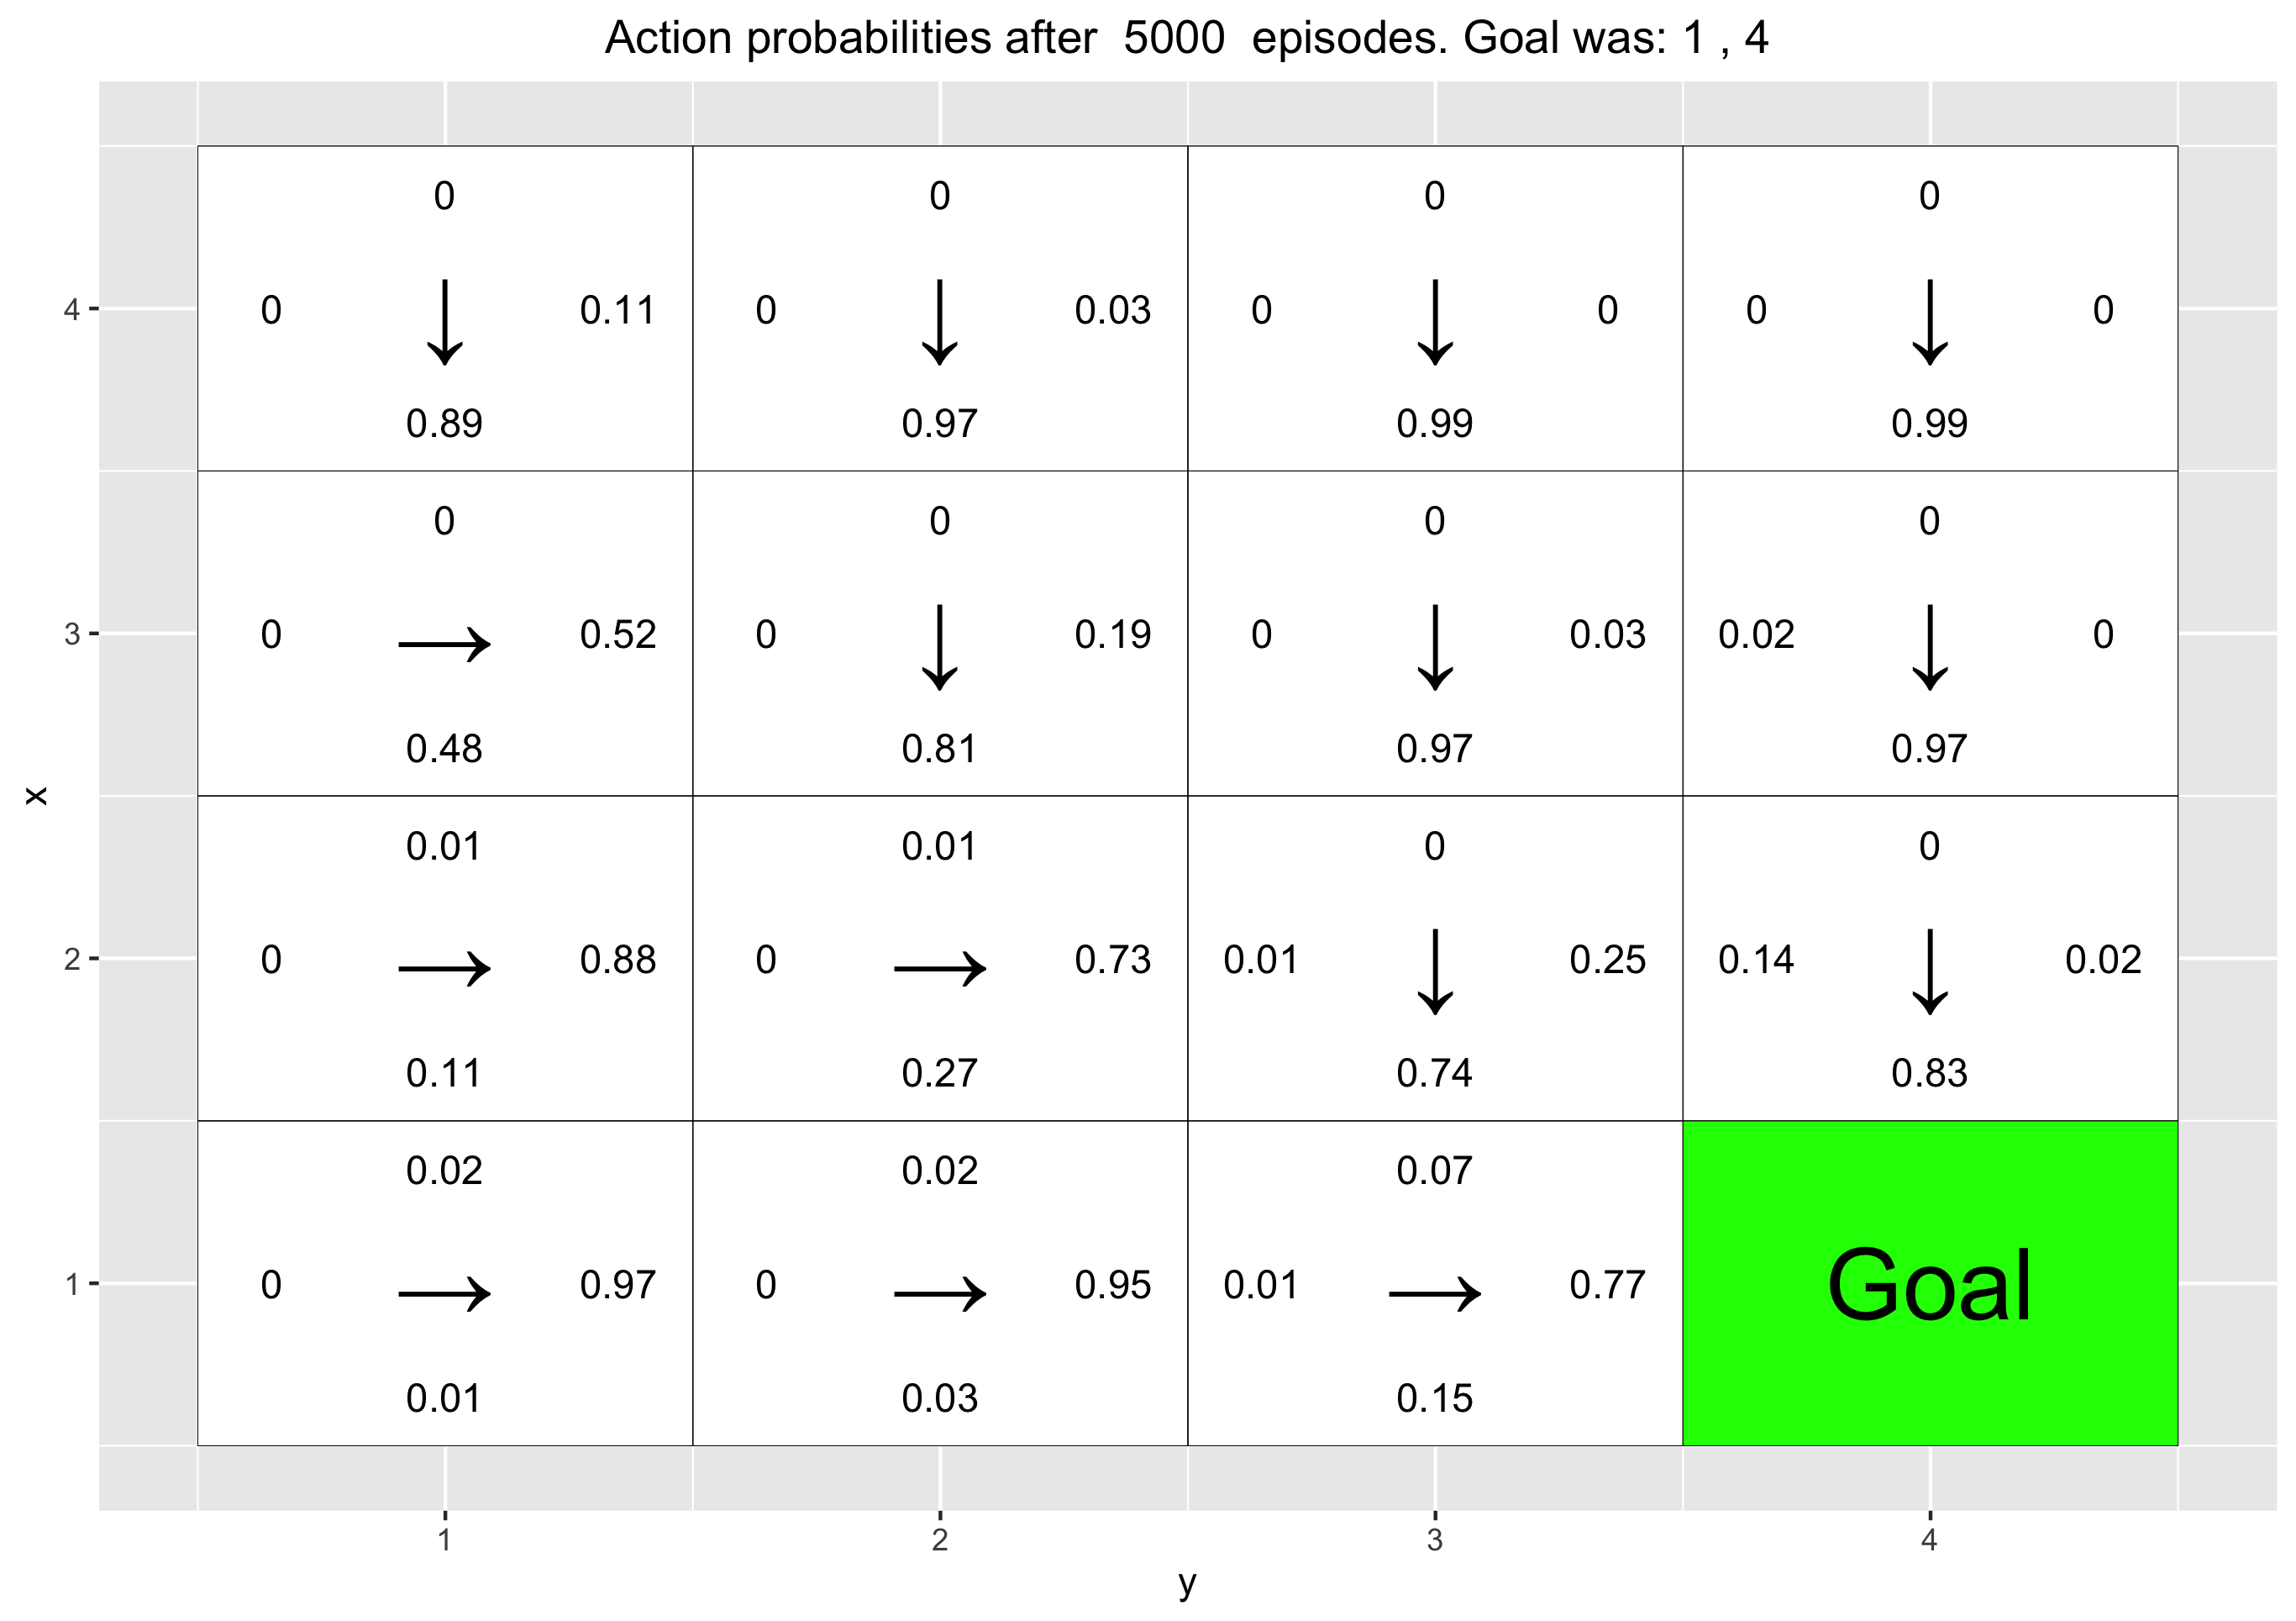 Action probabilities after 5000 episodes. Goal was: 1 , 4
0 0 0 0
4 0 0.11 0 0.03 0 0 0 0
0.89 0.97 0.99 0.99
0 0 0 0
3 0 0.52 0 0.19 0 0.03 0.02 0
0.48 0.81 0.97 0.97
x
0.01 0.01 0 0
2 0 0.88 0 0.73 0.01 0.25 0.14 0.02
0.11 0.27 0.74 0.83
0.02 0.02 0.07
1 0 0.97 0 0.95 0.01 0.77 Goal
0.01 0.03 0.15
1 2 3 4
y